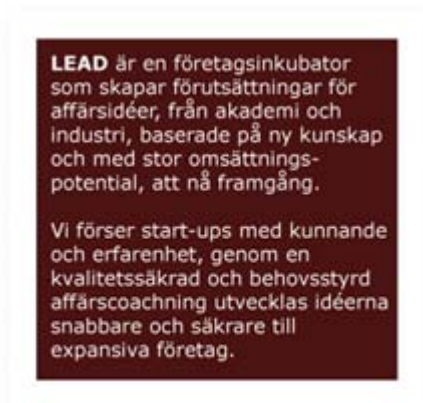 LEAD är en företagsinkubator
som skapar förutsättningar för
affärsidéer, från akademi och
industri, baserade på ny kunskap
och med stor omsättnings-
potential, att nå framgång.
Vi förser start-ups med kunnande
och erfarenhet, genom en
kvalitetssäkrad och behovsstyrd
affärscoachning utvecklas idéerna
snabbare och säkrare till
expansiva företag.